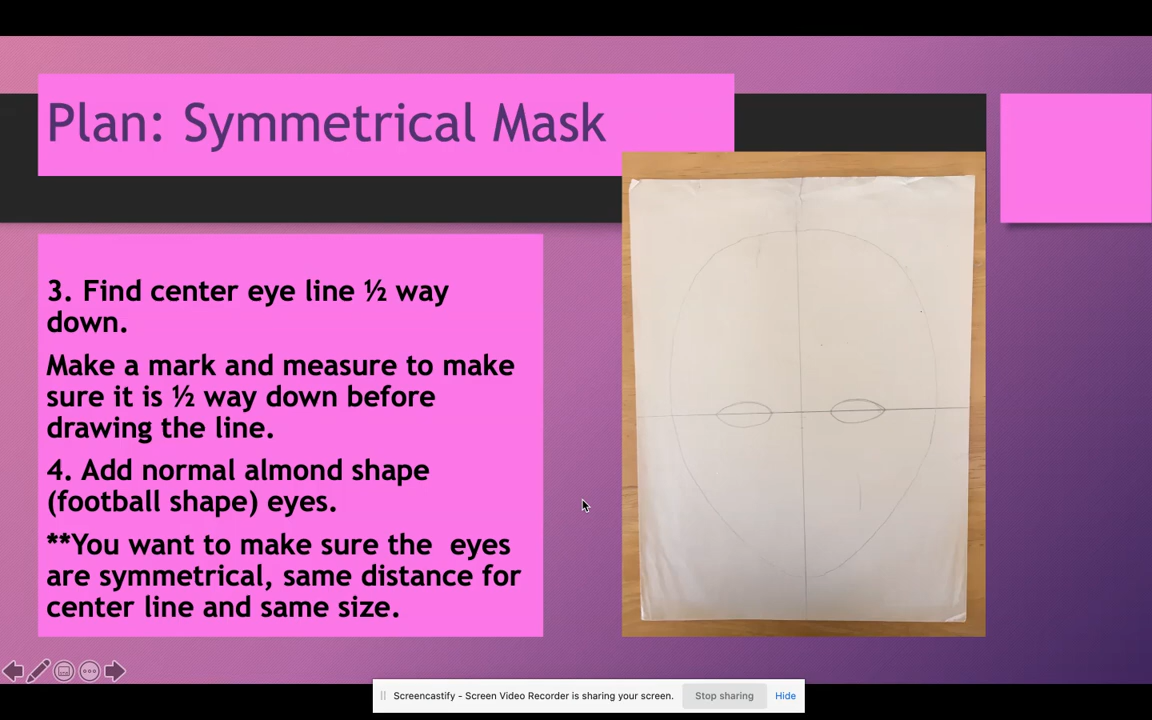 Plan: Symmetrical Mask
3. Find center eye line ½ way
down.
Make a mark and measure to make
sure it is ½ way down before
drawing the line.
4. Add normal almond shape
(football shape) eyes.
**You want to make sure the  eyes
are symmetrical, same distance for
center line and same size.
Screencastify - Screen Video Recorder is sharing your screen. Stop sharing Hide